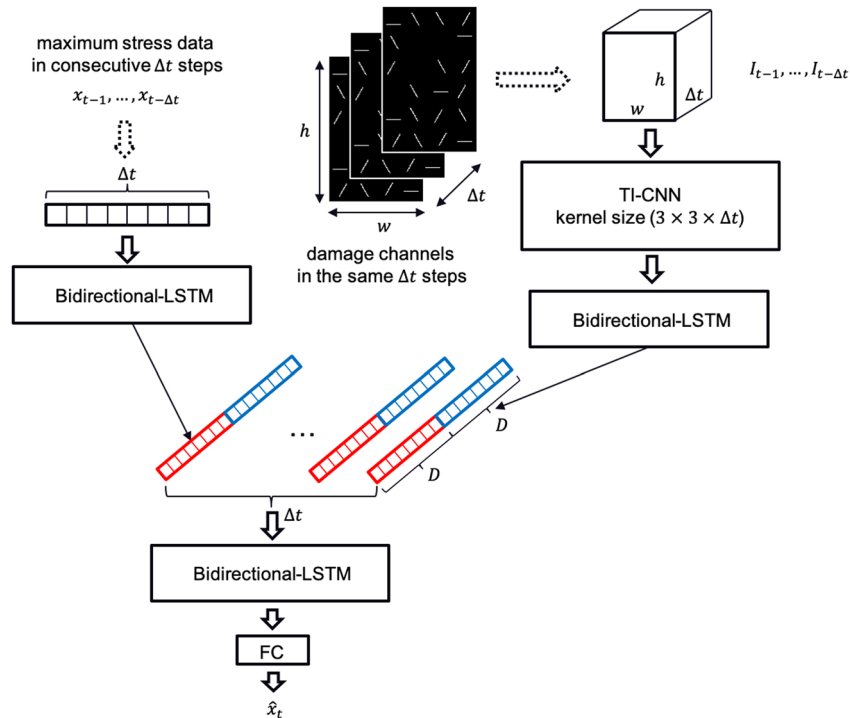 maximum stress data
in consecutive Δt steps
x_{t−1}, … , x_{t−Δt}
Δt
Bidirectional-LSTM
h
w
Δt
damage channels
in the same Δt steps
h
w
Δt
I_{t−1}, … , I_{t−Δt}
TI-CNN
kernel size (3 × 3 × Δt)
Bidirectional-LSTM
...
D
D
Δt
Bidirectional-LSTM
FC
x̂_t